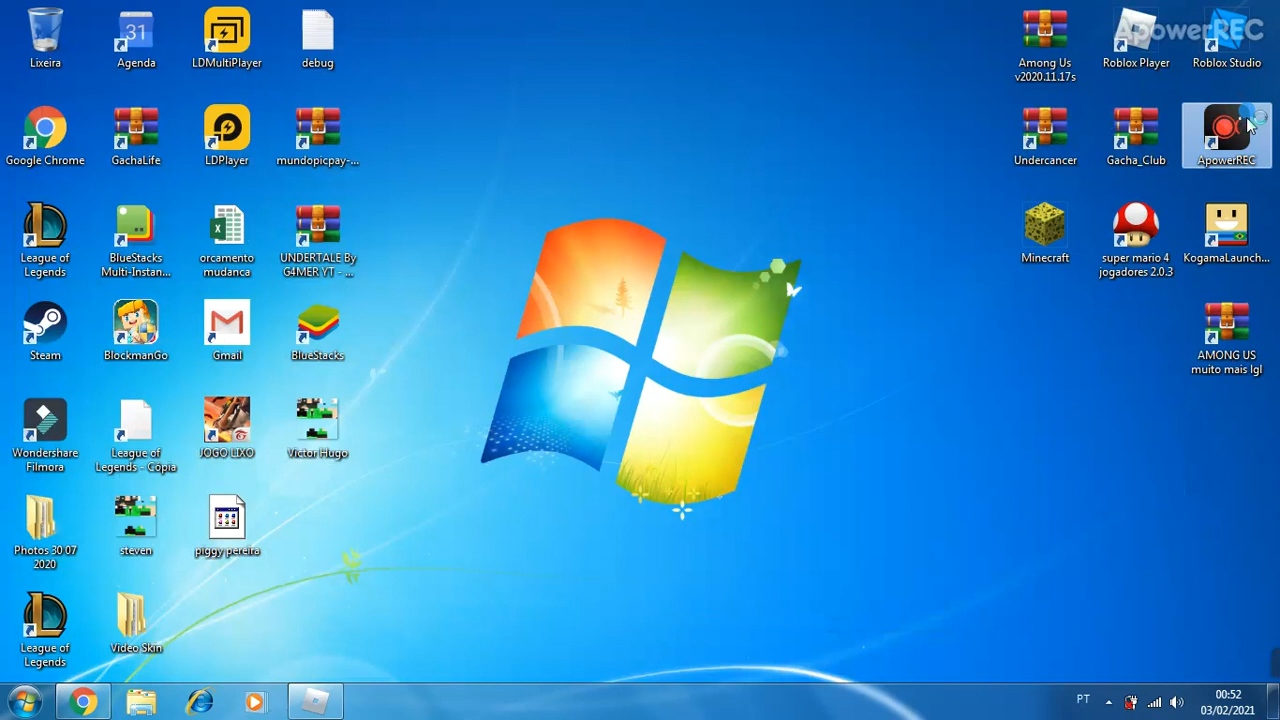 Lixeira
Agenda
31
LDMultiPlayer
debug
Among Us
v2020.11.17s
Roblox Player
Roblox Studio
ApowerREC
Google Chrome
GachaLife
LDPlayer
mundopicpay-...
Undercancer
Gacha_Club
ApowerREC
League of
Legends
BlueStacks
Multi-Instan...
orcamento
mudanca
UNDERTALE By
G4MER YT - ...
Minecraft
super mario 4
jogadores 2.0.3
KogamaLaunch...
Steam
BlockmanGo
Gmail
BlueStacks
AMONG US
muito mais lgl
Wondershare
Filmora
League of
Legends - Cópia
JOGO LIXO
Victor Hugo
Photos 30 07
2020
steven
piggy pereira
League of
Legends
Video Skin
PT
00:52
03/02/2021